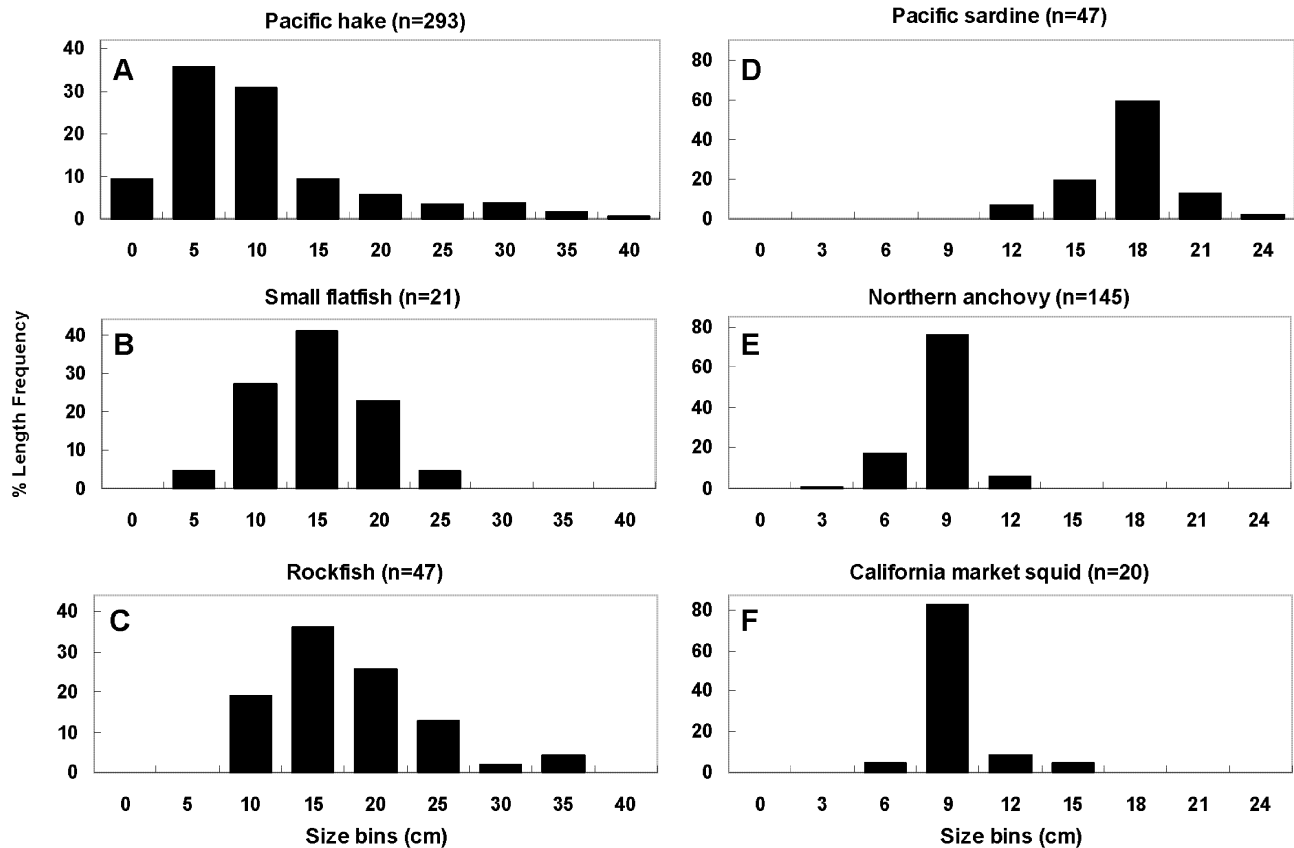 Pacific hake (n=293)
A
40
30
20
10
0
0 5 10 15 20 25 30 35 40
Small flatfish (n=21)
B
40
30
20
10
0
0 5 10 15 20 25 30 35 40
Rockfish (n=47)
C
40
30
20
10
0
0 5 10 15 20 25 30 35 40
Size bins (cm)
% Length Frequency
Pacific sardine (n=47)
D
80
60
40
20
0
0 3 6 9 12 15 18 21 24
Northern anchovy (n=145)
E
80
60
40
20
0
0 3 6 9 12 15 18 21 24
California market squid (n=20)
F
80
60
40
20
0
0 3 6 9 12 15 18 21 24
Size bins (cm)